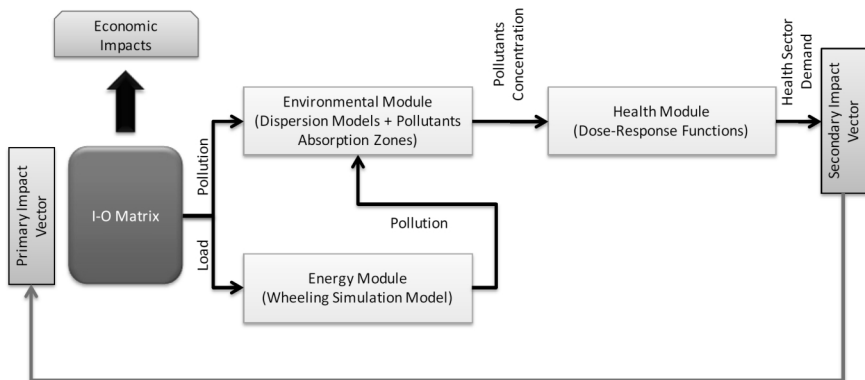 Economic
Impacts
Primary Impact
Vector
I-O Matrix
Pollution
Load
Environmental Module
(Dispersion Models + Pollutants
Absorption Zones)
Pollution
Energy Module
(Wheeling Simulation Model)
Pollutants
Concentration
Health Module
(Dose-Response Functions)
Health Sector
Demand
Secondary Impact
Vector